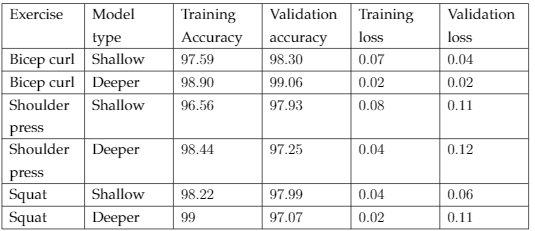 Exercise Model type Training Accuracy Validation accuracy Training loss Validation loss
Bicep curl Shallow 97.59 98.30 0.07 0.04
Bicep curl Deeper 98.90 99.06 0.02 0.02
Shoulder press Shallow 96.56 97.93 0.08 0.11
Shoulder press Deeper 98.44 97.25 0.04 0.12
Squat Shallow 98.22 97.99 0.04 0.06
Squat Deeper 99 97.07 0.02 0.11